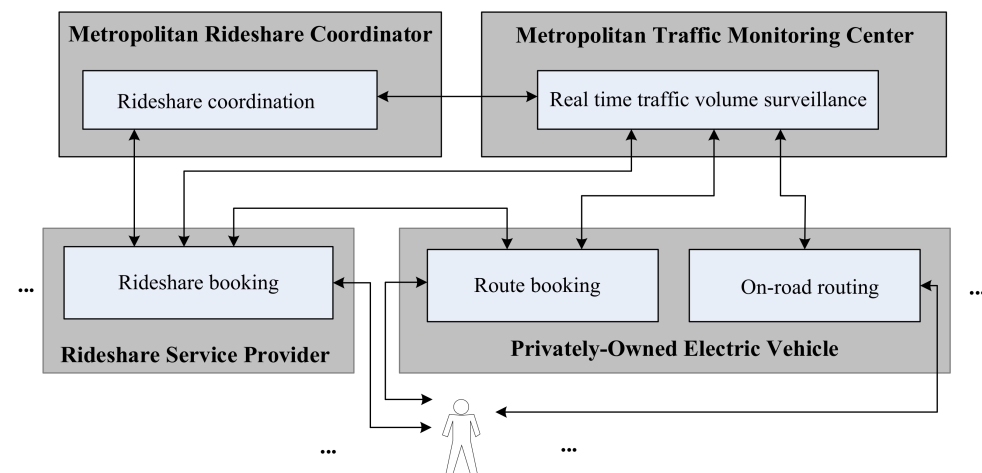 Metropolitan Rideshare Coordinator
Metropolitan Traffic Monitoring Center
Rideshare coordination
Real time traffic volume surveillance
Rideshare booking
Route booking
On-road routing
...
...
Rideshare Service Provider
Privately-Owned Electric Vehicle
...
...